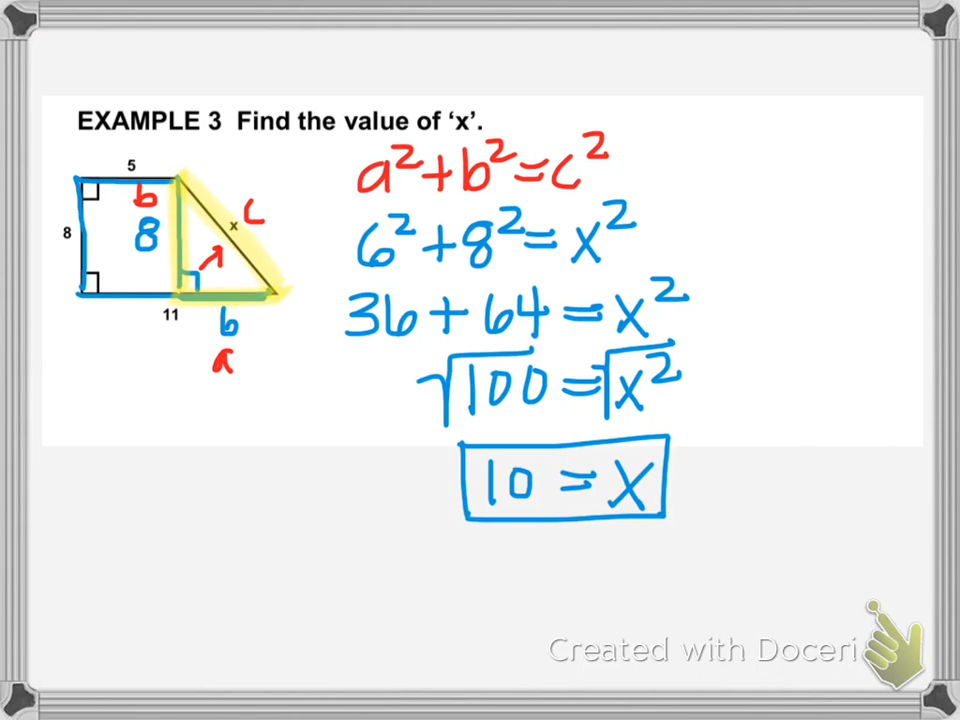 EXAMPLE 3 Find the value of 'x'.
a² + b² = c²
5
b
8
8
c
x
6² + 8² = x²
11
6
a
36 + 64 = x²
√100 = √x²
10 = x
Created with Doceri